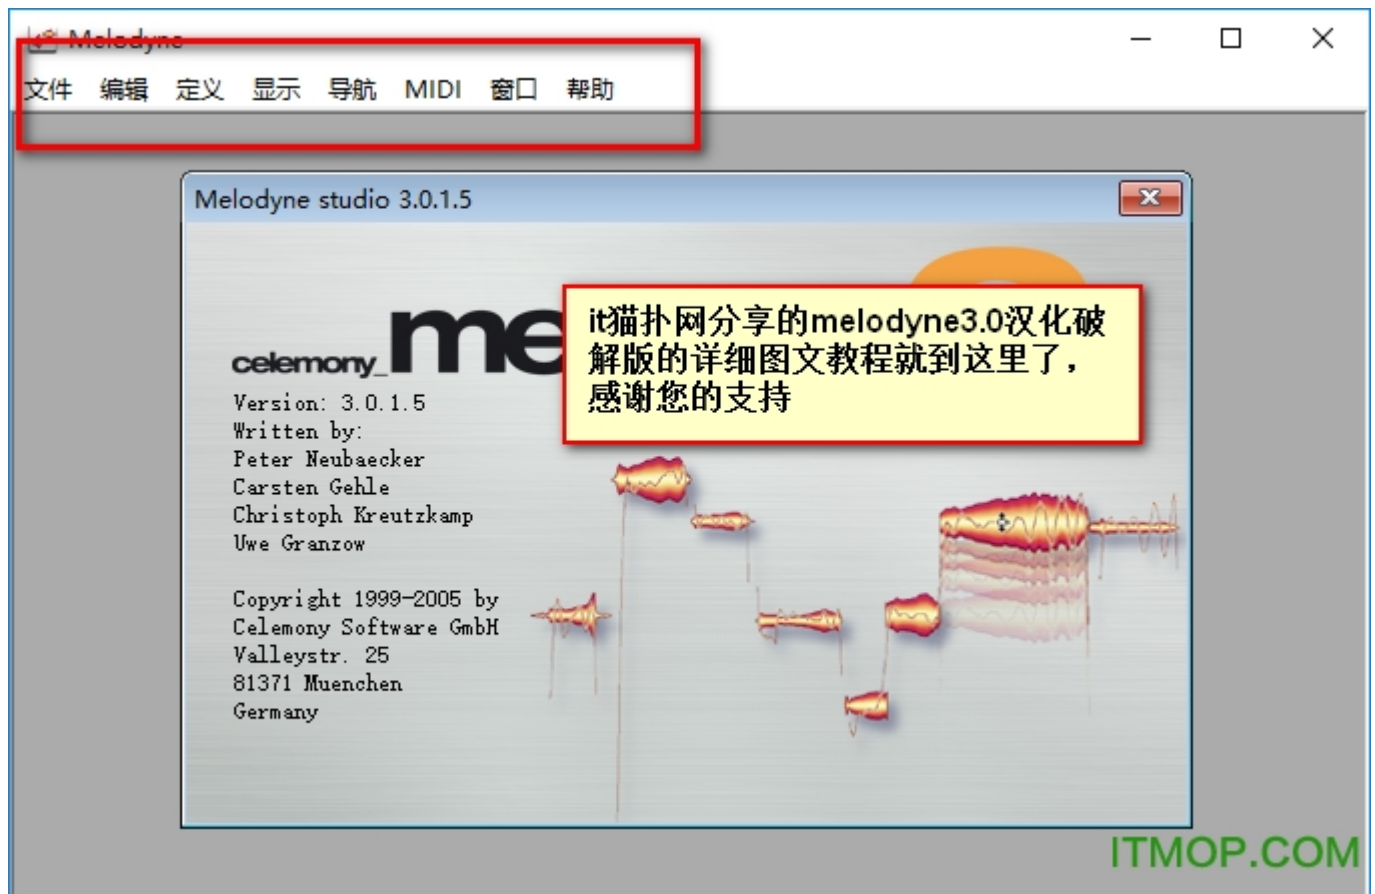 Melodyne
文件 编辑 定义 显示 导航 MIDI 窗口 帮助
Melodyne studio 3.0.1.5
celemony_me
it猫扑网分享的melodyne3.0汉化破
解版的详细图文教程就到这里了，
感谢您的支持
Version: 3.0.1.5
Written by:
Peter Neubaecker
Carsten Gehle
Christoph Kreutzkamp
Uwe Granzow
Copyright 1999-2005 by
Celemony Software GmbH
Valleystr. 25
81371 Muenchen
Germany
ITMOP.COM